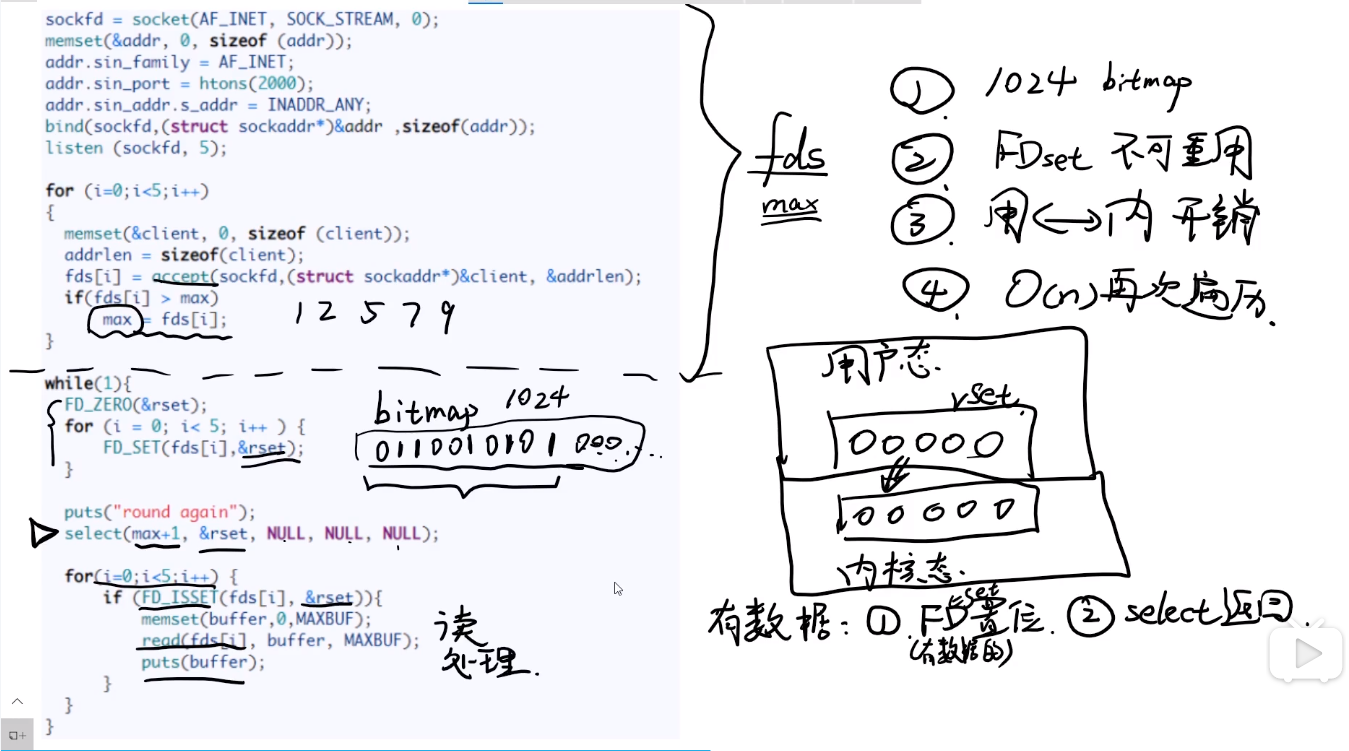 sockfd = socket(AF_INET, SOCK_STREAM, 0);
memset(&addr, 0, sizeof (addr));
addr.sin_family = AF_INET;
addr.sin_port = htons(2000);
addr.sin_addr.s_addr = INADDR_ANY;
bind(sockfd,(struct sockaddr*)&addr ,sizeof(addr));
listen (sockfd, 5);
for (i=0;i<5;i++)
{
memset(&client, 0, sizeof (client));
addrlen = sizeof(client);
fds[i] = accept(sockfd,(struct sockaddr*)&client, &addrlen);
if(fds[i] > max)
max = fds[i];
}
1 2 5 7 9
while(1){
FD_ZERO(&rset);
for (i = 0; i< 5; i++ ) {
FD_SET(fds[i],&rset);
}
bitmap 1024
0110010101 000...
puts("round again");
select(max+1, &rset, NULL, NULL, NULL);
for(i=0;i<5;i++) {
if (FD_ISSET(fds[i], &rset)){
memset(buffer,0,MAXBUF);
read(fds[i], buffer, MAXBUF);
puts(buffer);
}
}
}
读
处理.
fds
max
① 1024 bitmap
② FDset 不可重用
③ 用<->内 开销
④ O(n)再次遍历.
用户态.
rset.
00000
00000
内核态.
有数据: ① FD置位. ② select返回.
rset
(有数据的)